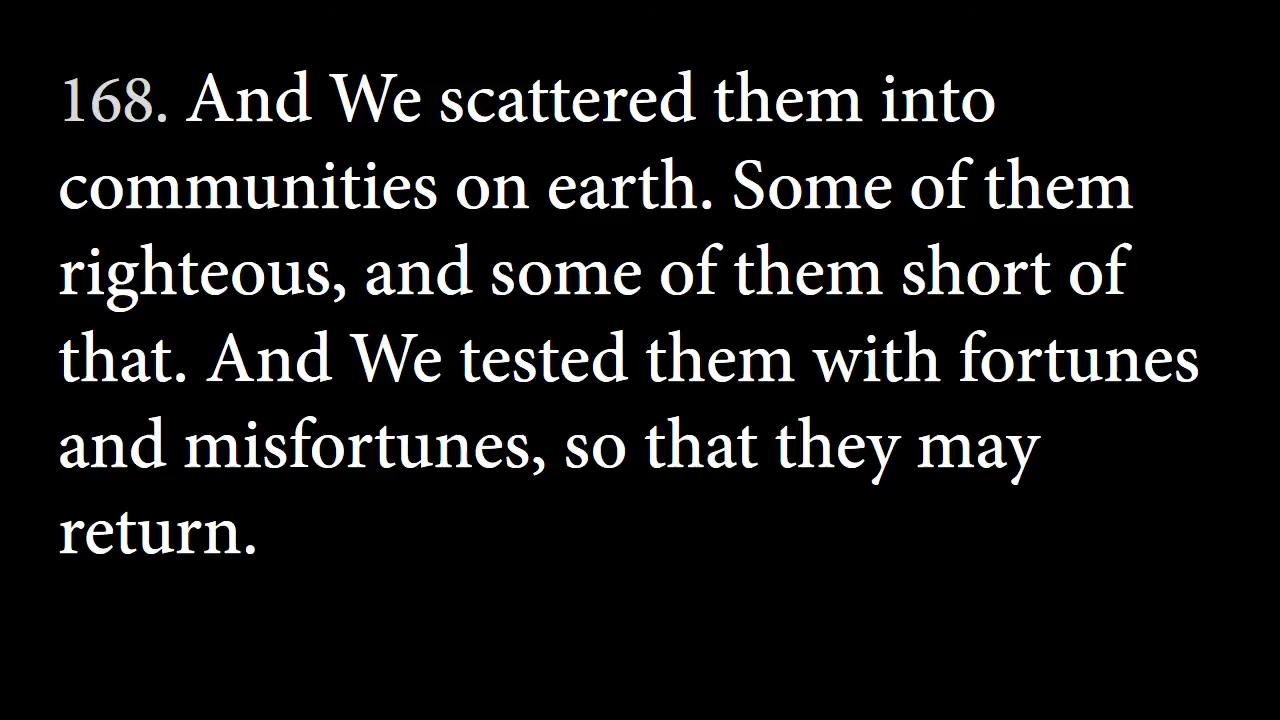 168. And We scattered them into
communities on earth. Some of them
righteous, and some of them short of
that. And We tested them with fortunes
and misfortunes, so that they may
return.